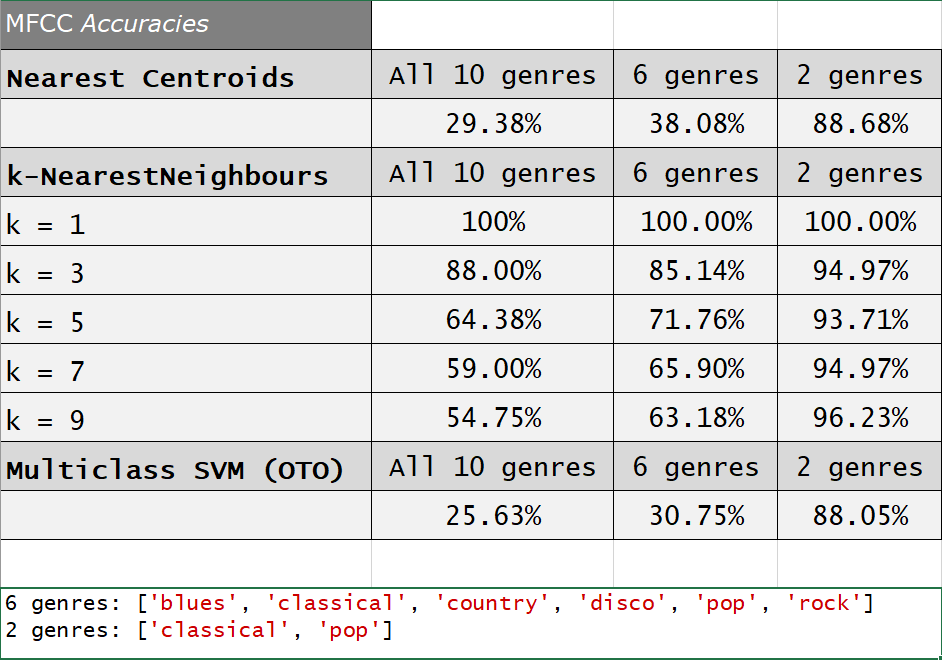 MFCC Accuracies
Nearest Centroids All 10 genres 6 genres 2 genres
29.38% 38.08% 88.68%
k-NearestNeighbours All 10 genres 6 genres 2 genres
k = 1 100% 100.00% 100.00%
k = 3 88.00% 85.14% 94.97%
k = 5 64.38% 71.76% 93.71%
k = 7 59.00% 65.90% 94.97%
k = 9 54.75% 63.18% 96.23%
Multiclass SVM (OTO) All 10 genres 6 genres 2 genres
25.63% 30.75% 88.05%
6 genres: ['blues', 'classical', 'country', 'disco', 'pop', 'rock']
2 genres: ['classical', 'pop']